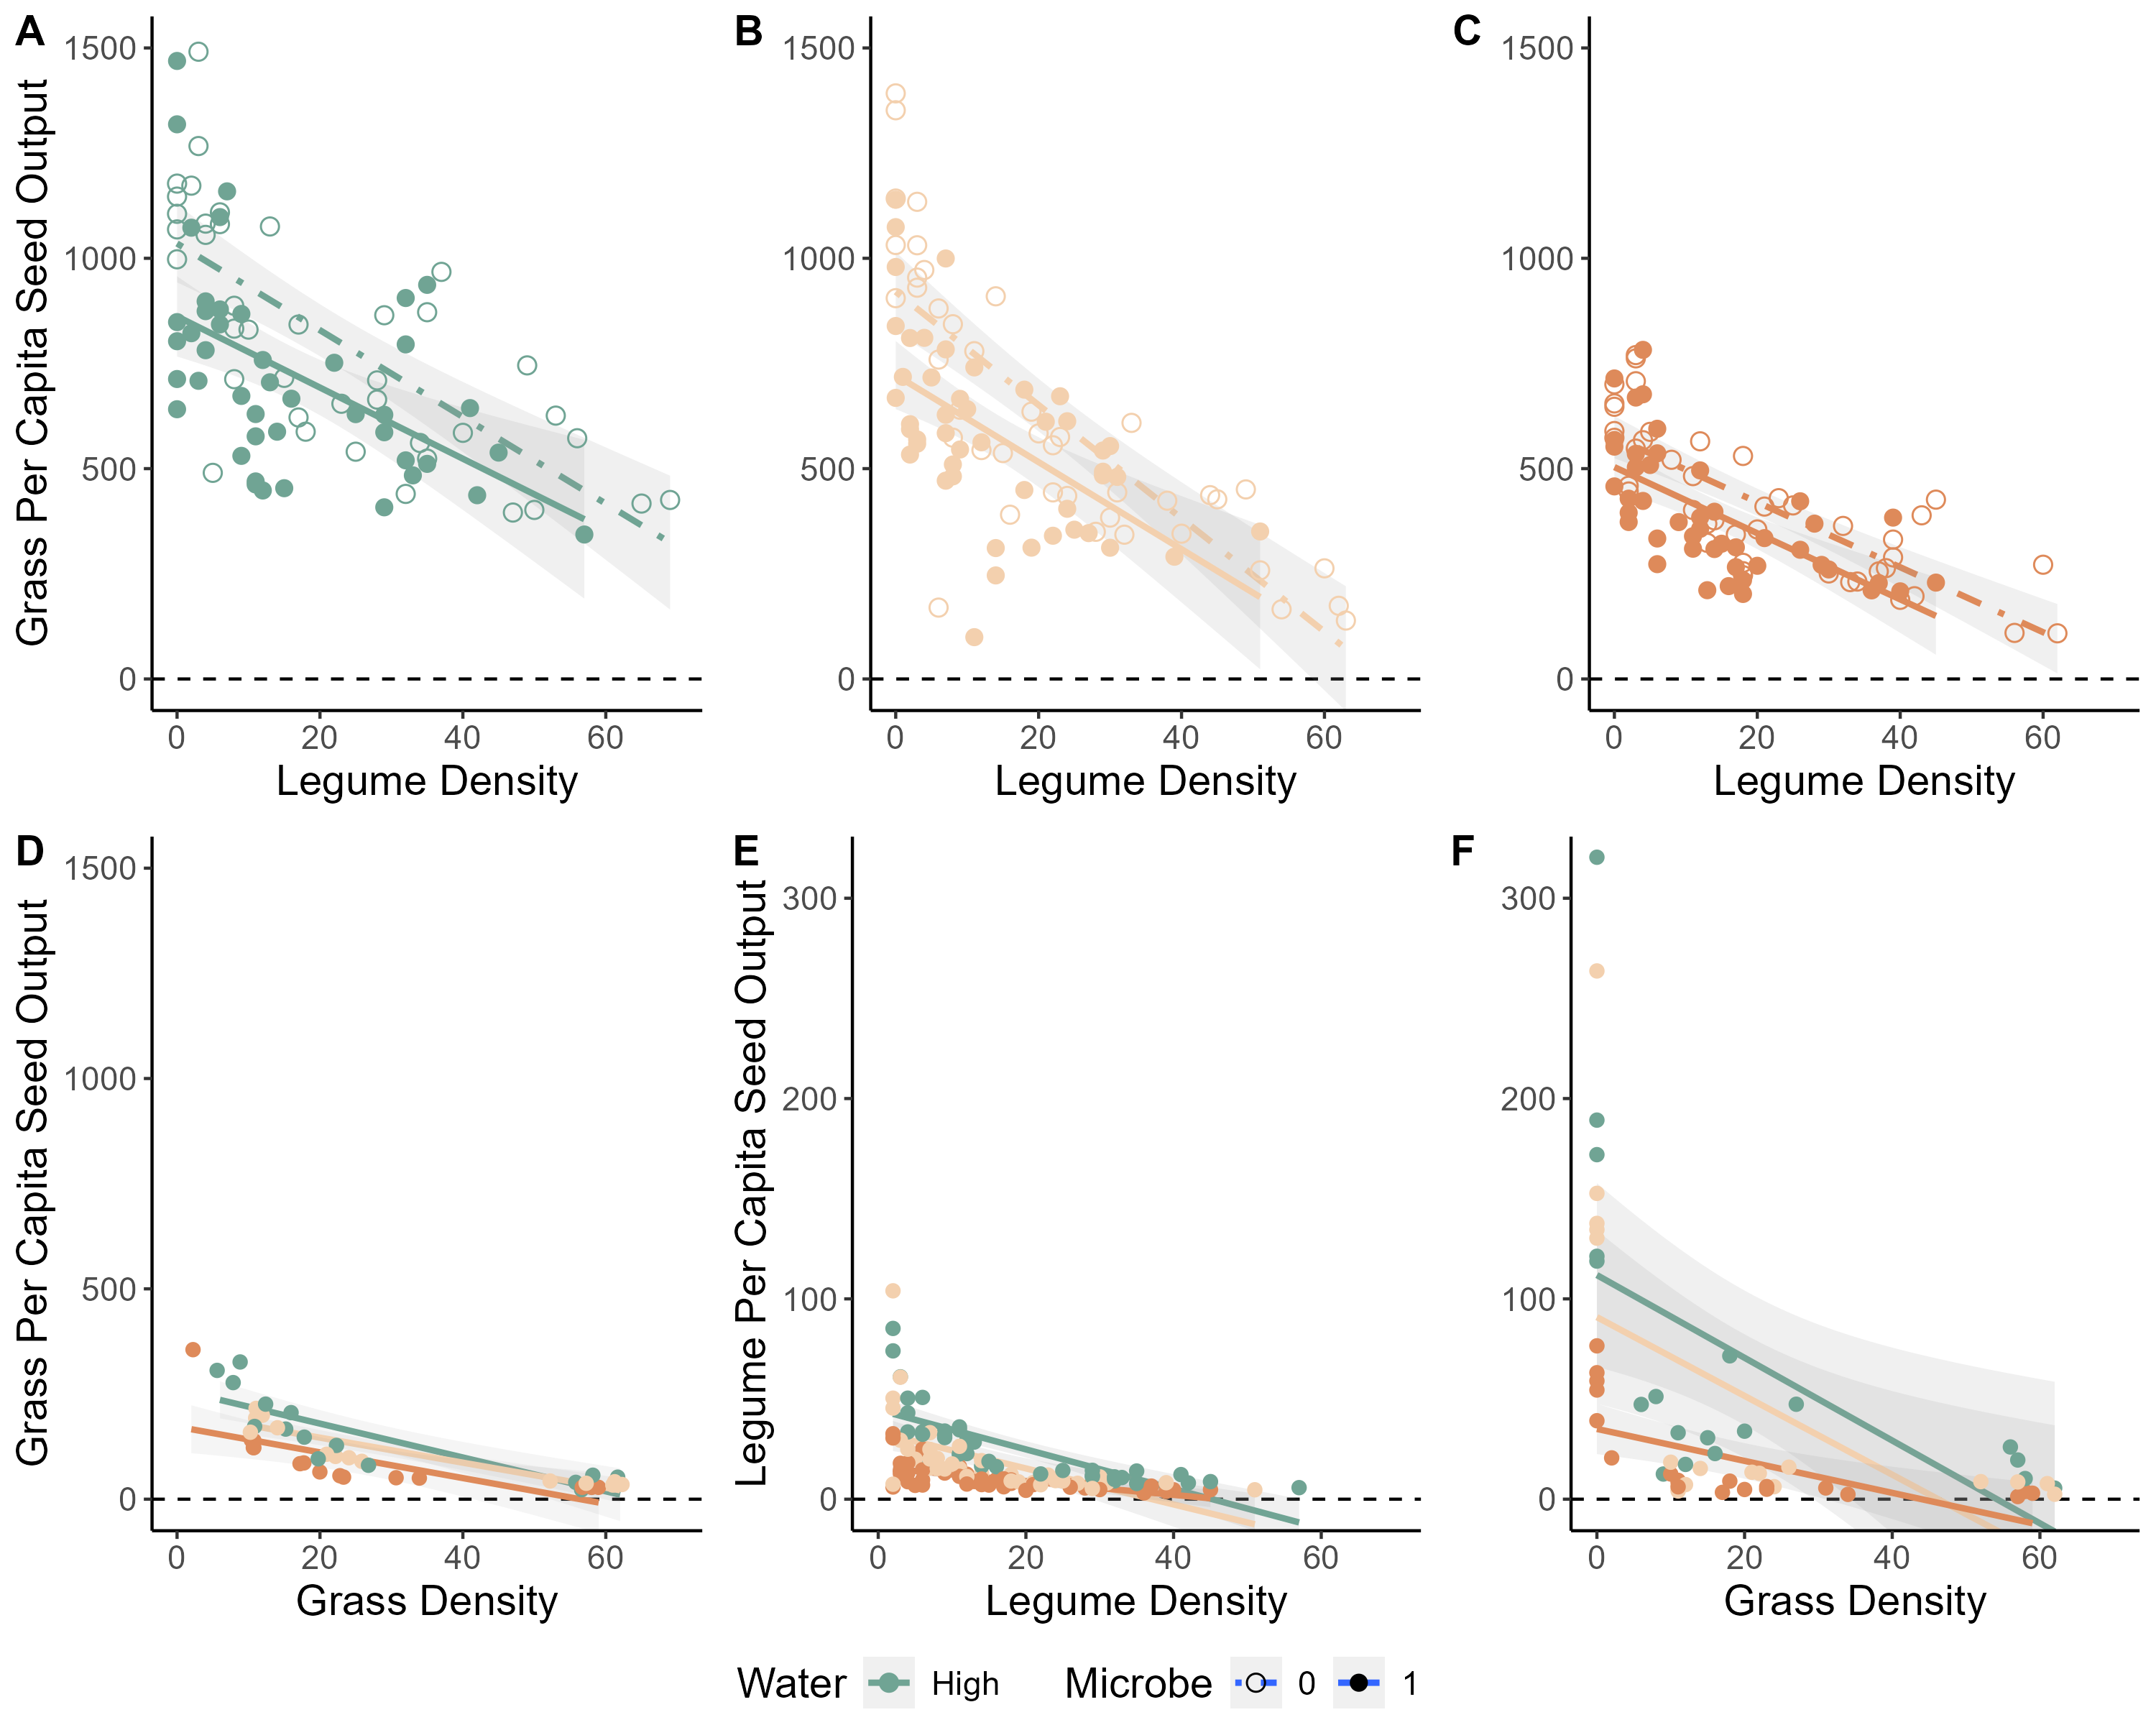 A
B
C
Grass Per Capita Seed Output
1500
1000
500
0
1500
1000
500
0
1500
1000
500
0
0 20 40 60
0 20 40 60
0 20 40 60
Legume Density
Legume Density
Legume Density
D
E
F
Grass Per Capita Seed Output
1500
1000
500
0
Legume Per Capita Seed Output
300
200
100
0
300
200
100
0
0 20 40 60
0 20 40 60
0 20 40 60
Grass Density
Legume Density
Grass Density
Water High Microbe 0 1